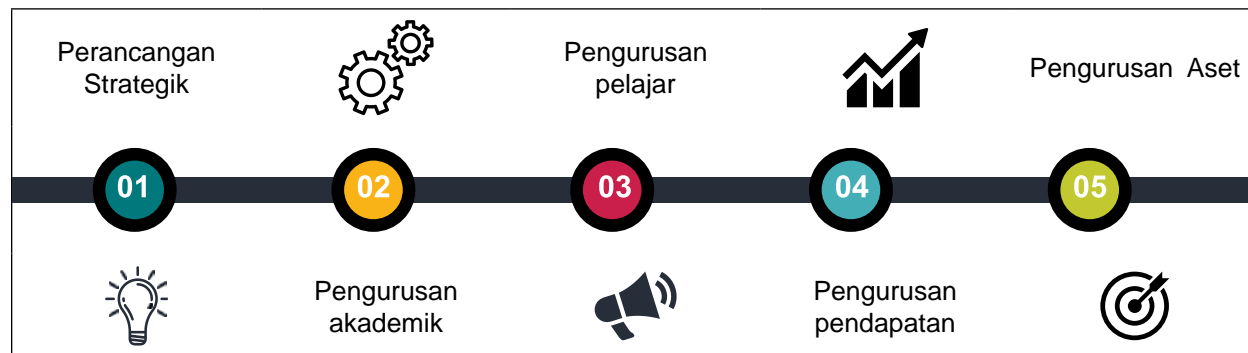 Perancangan
Strategik
Pengurusan
pelajar
Pengurusan Aset
01
02
03
04
05
Pengurusan
akademik
Pengurusan
pendapatan